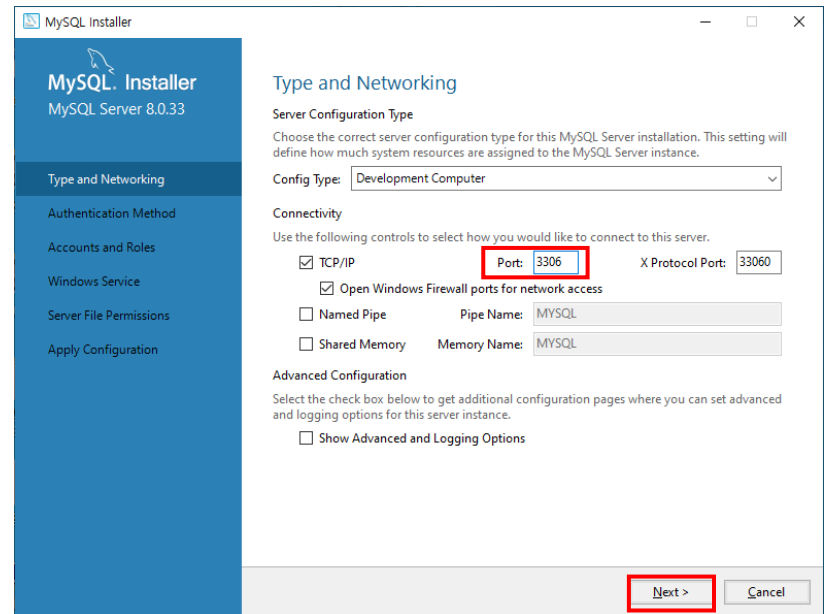 MySQL Installer
MySQL. Installer
MySQL Server 8.0.33
Type and Networking
Authentication Method
Accounts and Roles
Windows Service
Server File Permissions
Apply Configuration
Type and Networking
Server Configuration Type
Choose the correct server configuration type for this MySQL Server installation. This setting will
define how much system resources are assigned to the MySQL Server instance.
Config Type: Development Computer
Connectivity
Use the following controls to select how you would like to connect to this server.
TCP/IP Port: 3306 X Protocol Port: 33060
Open Windows Firewall ports for network access
Named Pipe Pipe Name: MYSQL
Shared Memory Memory Name: MYSQL
Advanced Configuration
Select the check box below to get additional configuration pages where you can set advanced
and logging options for this server instance.
Show Advanced and Logging Options
Next > Cancel